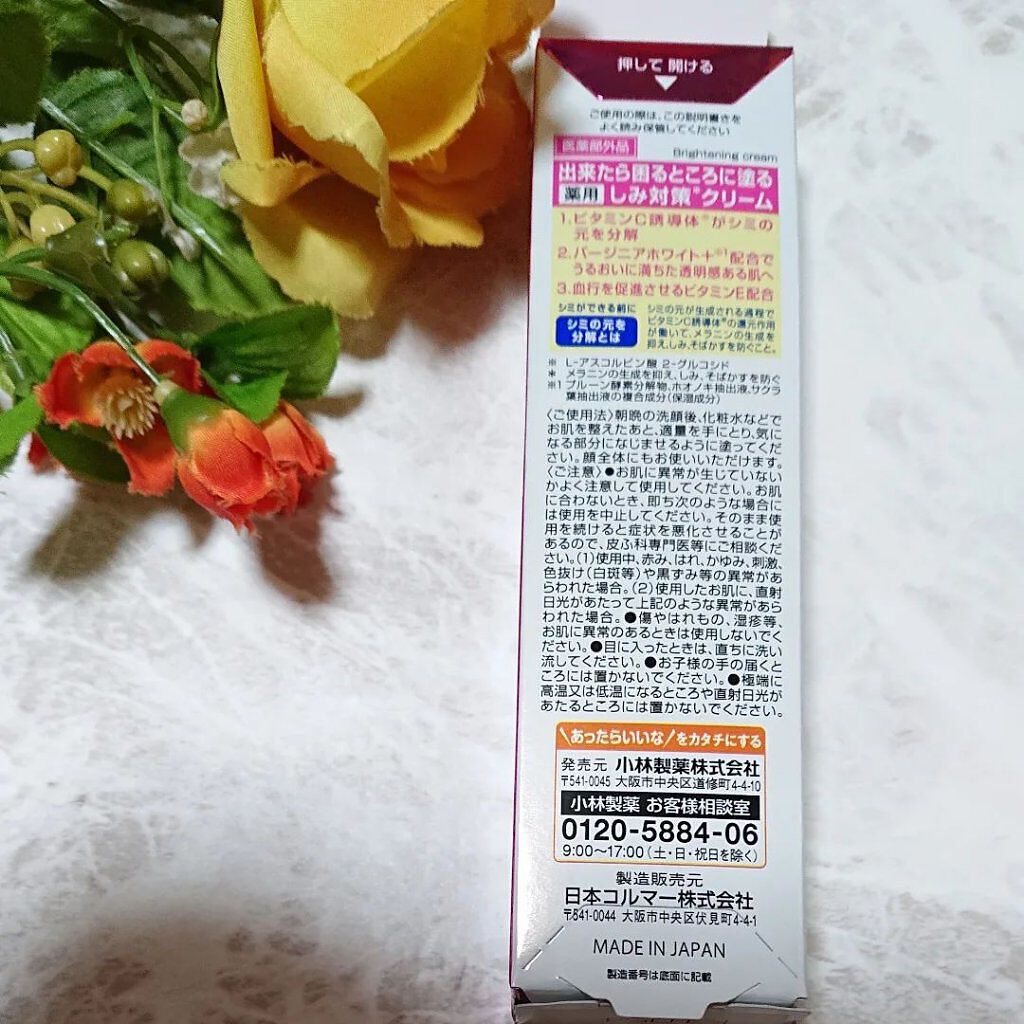 押して 開ける
ご使用の際は、この説明書きを
よく読み保管してください
医薬部外品
Brightening cream
出来たら困るところに塗る
薬用 しみ対策*クリーム
1.ビタミンC誘導体※がシミの
元を分解
2.バージニアホワイト+※1配合で
うるおいに満ちた透明感ある肌へ
3.血行を促進させるビタミンE配合
シミができる前に
シミの元を
分解とは
シミの元が生成される過程で
ビタミンC誘導体※の還元作用
が働いて、メラニンの生成を
抑え、しみ、そばかすを防ぐこと。
※ L-アスコルビン酸 2-グルコシド
* メラニンの生成を抑え、しみ、そばかすを防ぐ
※1 プルーン酵素分解物、ホオノキ抽出液、サクラ
葉抽出液の複合成分(保湿成分)
〈ご使用法〉朝晩の洗顔後、化粧水などで
お肌を整えたあと、適量を手にとり、気に
なる部分になじませるように塗ってくだ
さい。顔全体にもお使いいただけます。
〈ご注意〉●お肌に異常が生じていない
かよく注意して使用してください。お肌
に合わないとき、即ち次のような場合に
は使用を中止してください。そのまま使
用を続けると症状を悪化させることが
あるので、皮ふ科専門医等にご相談くだ
さい。(1)使用中、赤み、はれ、かゆみ、刺激、
色抜け(白斑等)や黒ずみ等の異常があ
らわれた場合。(2)使用したお肌に、直射
日光があたって上記のような異常があら
われた場合。●傷やはれもの、湿疹等、
お肌に異常のあるときは使用しないでく
ださい。●目に入ったときは、直ちに洗い
流してください。●お子様の手の届くと
ころには置かないでください。●極端に
高温又は低温になるところや直射日光が
あたるところには置かないでください。
\あったらいいな/をカタチにする
発売元 小林製薬株式会社
〒541-0045 大阪市中央区道修町4-4-10
小林製薬 お客様相談室
0120-5884-06
9:00〜17:00(土・日・祝日を除く)
製造販売元
日本コルマー株式会社
〒541-0044 大阪市中央区伏見町4-4-1
MADE IN JAPAN
製造番号は底面に記載